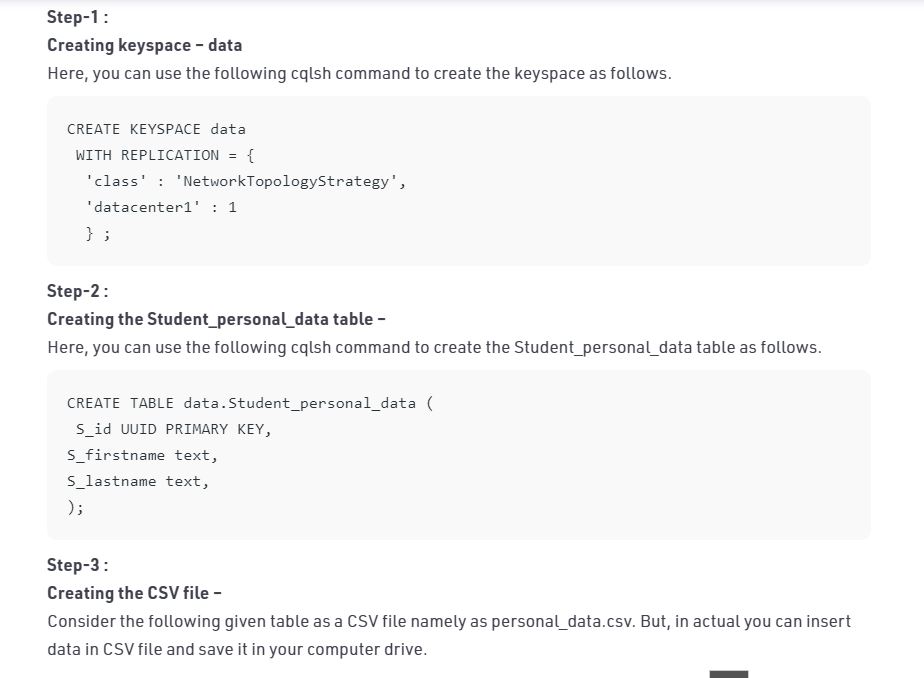 Step-1 :
Creating keyspace – data
Here, you can use the following cqlsh command to create the keyspace as follows.
CREATE KEYSPACE data
WITH REPLICATION = {
'class' : 'NetworkTopologyStrategy',
'datacenter1' : 1
} ;
Step-2 :
Creating the Student_personal_data table –
Here, you can use the following cqlsh command to create the Student_personal_data table as follows.
CREATE TABLE data.Student_personal_data (
S_id UUID PRIMARY KEY,
S_firstname text,
S_lastname text,
);
Step-3 :
Creating the CSV file –
Consider the following given table as a CSV file namely as personal_data.csv. But, in actual you can insert
data in CSV file and save it in your computer drive.